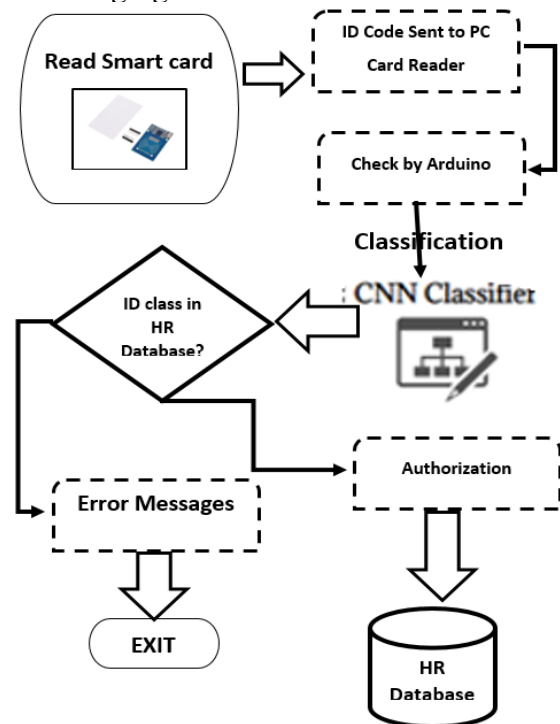 Read Smart card
ID Code Sent to PC
Card Reader
Check by Arduino
Classification
: CNN Classifier
ID class in
HR
Database?
Error Messages
Authorization
EXIT
HR
Database